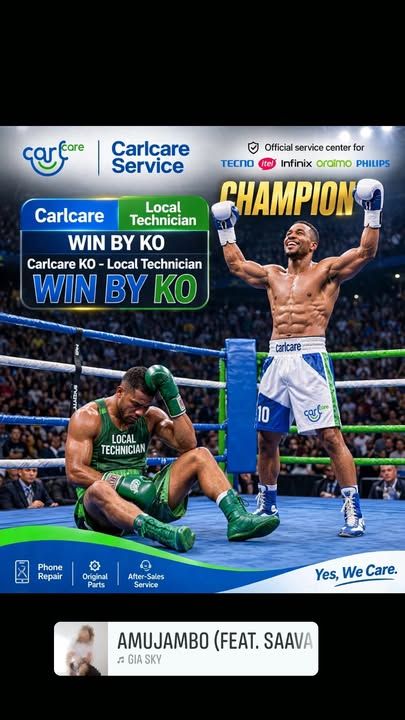 carlcare
Carlcare
Service
Official service center for
TECNO itel Infinix oraimo PHILIPS
CHAMPION
Carlcare
Local
Technician
WIN BY KO
Carlcare KO - Local Technician
WIN BY KO
carlcare
10
carlcare
LOCAL
TECHNICIAN
Phone
Repair
Original
Parts
After-Sales
Service
Yes, We Care.
AMUJAMBO (FEAT. SAAVA
GIA SKY